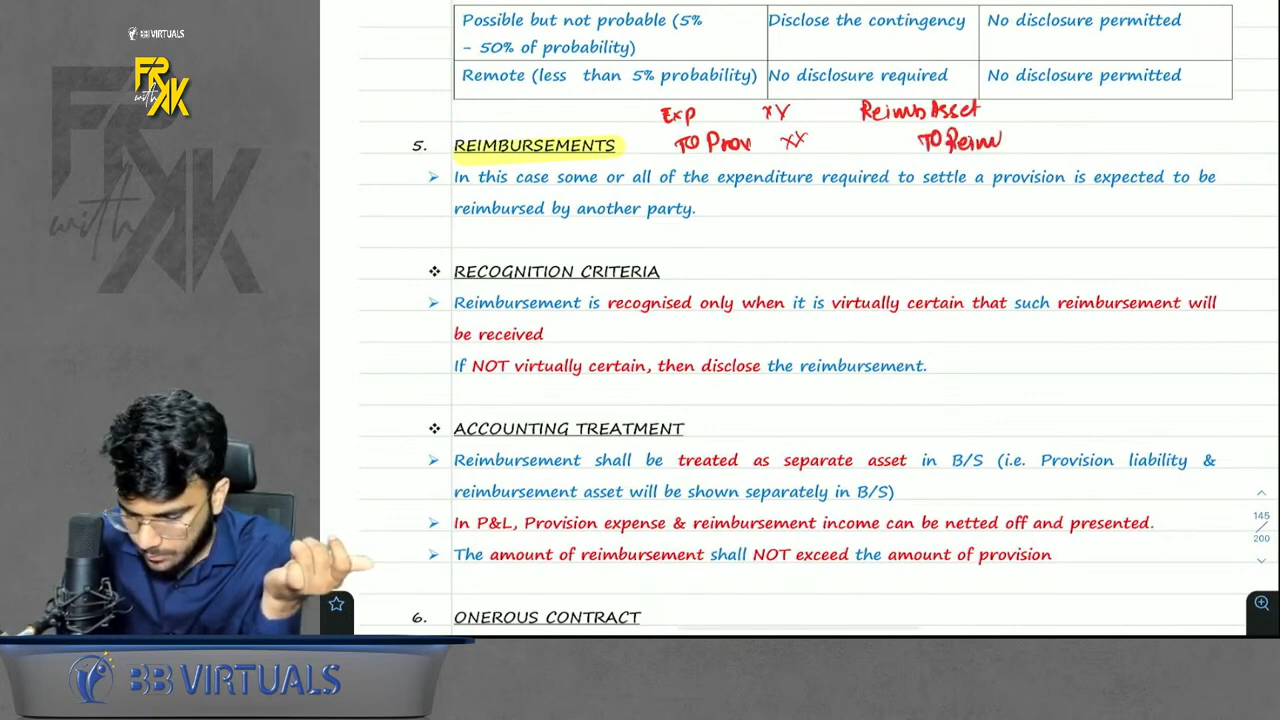 BB VIRTUALS
FR
with
AK
FR
with
AK
Possible but not probable (5% Disclose the contingency No disclosure permitted
– 50% of probability)
Remote (less than 5% probability) No disclosure required No disclosure permitted
Exp xy Reimb Asset
5. REIMBURSEMENTS To Prov xx To Reim
➢ In this case some or all of the expenditure required to settle a provision is expected to be
reimbursed by another party.
❖ RECOGNITION CRITERIA
➢ Reimbursement is recognised only when it is virtually certain that such reimbursement will
be received
If NOT virtually certain, then disclose the reimbursement.
❖ ACCOUNTING TREATMENT
➢ Reimbursement shall be treated as separate asset in B/S (i.e. Provision liability &
reimbursement asset will be shown separately in B/S)
➢ In P&L, Provision expense & reimbursement income can be netted off and presented.
➢ The amount of reimbursement shall NOT exceed the amount of provision
145
/
200
6. ONEROUS CONTRACT
BB VIRTUALS